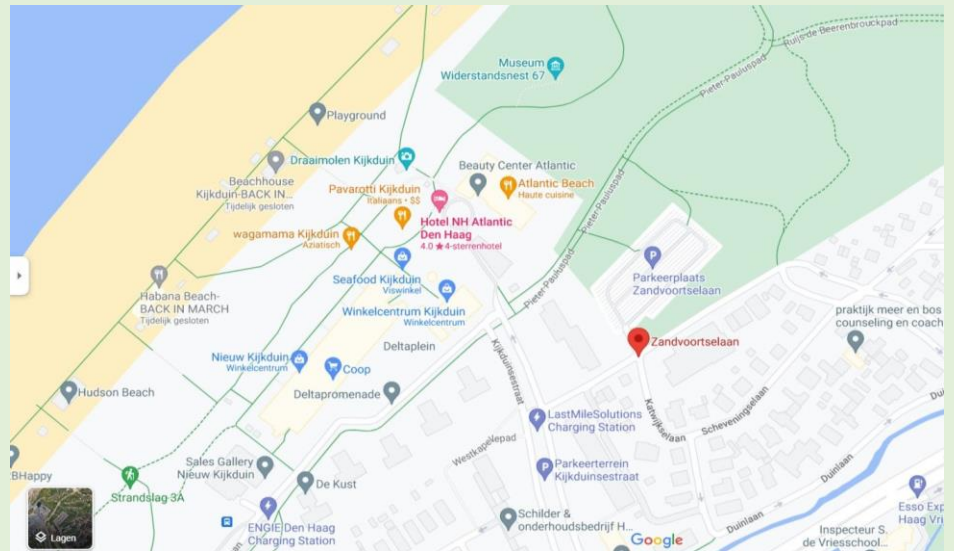 Ruijs de Beerenbrouckpad
Museum
Widerstandsnest 67
Pieter-Pauluspad
Playground
Draaimolen Kijkduin
Beauty Center Atlantic
Beachhouse
Kijkduin-BACK IN...
Tijdelijk gesloten
Pavarotti Kijkduin
Italiaans • $$
Atlantic Beach
Haute cuisine
Hotel NH Atlantic
Den Haag
4.0 ★ 4-sterrenhotel
Pieter-Pauluspad
wagamama Kijkduin
Aziatisch
Seafood Kijkduin
Viswinkel
Parkeerplaats
Zandvoortselaan
Habana Beach-
BACK IN MARCH
Tijdelijk gesloten
Pieter-Pauluspad
Winkelcentrum Kijkduin
Winkelcentrum
praktijk meer en bos
counseling en coach
Deltaplein
Zandvoortselaan
Nieuw Kijkduin
Winkelcentrum
Coop
Kijkduinsestraat
Hudson Beach
Deltapromenade
Katwijkselaan
Scheveningselaan
Duinlaan
LastMileSolutions
Charging Station
Westkapelepad
Sales Gallery
Nieuw Kijkduin
Parkeerterrein
Kijkduinsestraat
BHappy
Strandslag 3A
De Kust
Duinlaan
ENGIE Den Haag
Charging Station
Schilder &
onderhoudsbedrijf H...
Duinlaan
Esso Exp
Haag Vri
Inspecteur S.
de Vriesschool...
Lagen
Google